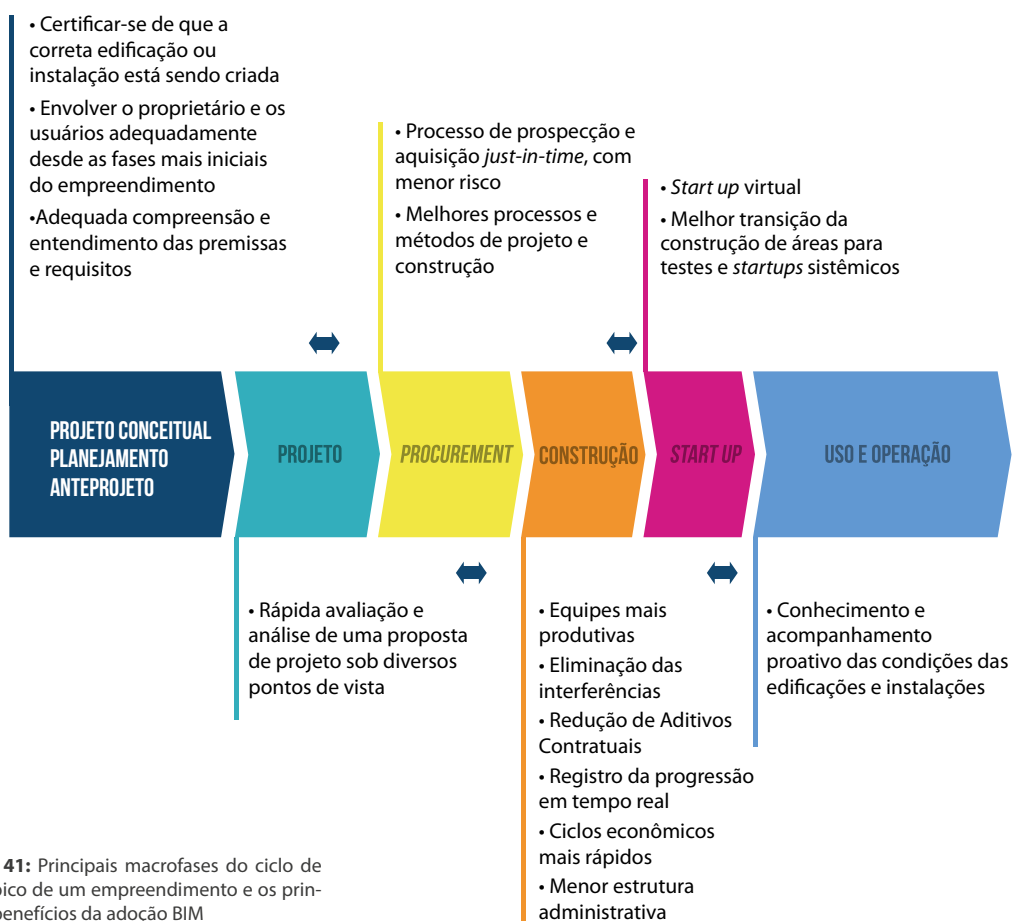 • Certificar-se de que a
correta edificação ou
instalação está sendo criada
• Envolver o proprietário e os
usuários adequadamente
desde as fases mais iniciais
do empreendimento
•Adequada compreensão e
entendimento das premissas
e requisitos
• Processo de prospecção e
aquisição just-in-time, com
menor risco
• Melhores processos e
métodos de projeto e
construção
• Start up virtual
• Melhor transição da
construção de áreas para
testes e startups sistêmicos
PROJETO CONCEITUAL
PLANEJAMENTO
ANTEPROJETO
PROJETO
PROCUREMENT
CONSTRUÇÃO
START UP
USO E OPERAÇÃO
• Rápida avaliação e
análise de uma proposta
de projeto sob diversos
pontos de vista
• Equipes mais
produtivas
• Eliminação das
interferências
• Redução de Aditivos
Contratuais
• Registro da progressão
em tempo real
• Ciclos econômicos
mais rápidos
• Menor estrutura
administrativa
• Conhecimento e
acompanhamento
proativo das condições das
edificações e instalações
41: Principais macrofases do ciclo de
de um empreendimento e os prin-
da adoção BIM